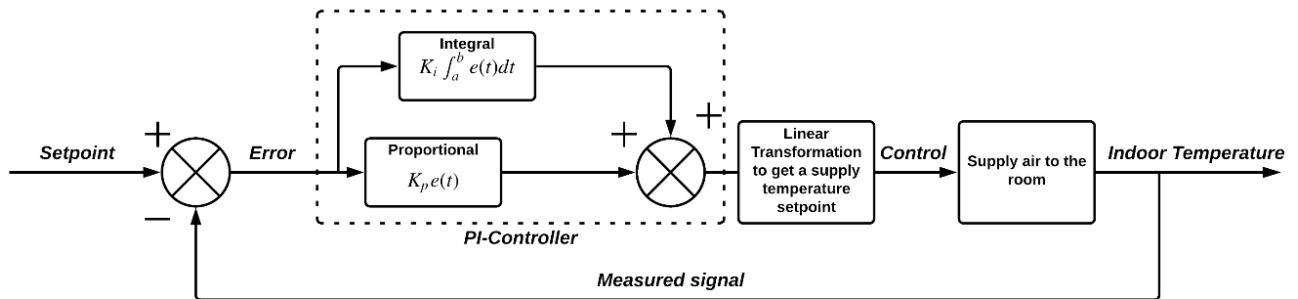 Setpoint
+
−
Error
Integral
K_i ∫_a^b e(t)dt
Proportional
K_p e(t)
+
+
PI-Controller
Linear
Transformation
to get a supply
temperature
setpoint
Control
Supply air to the
room
Indoor Temperature
Measured signal